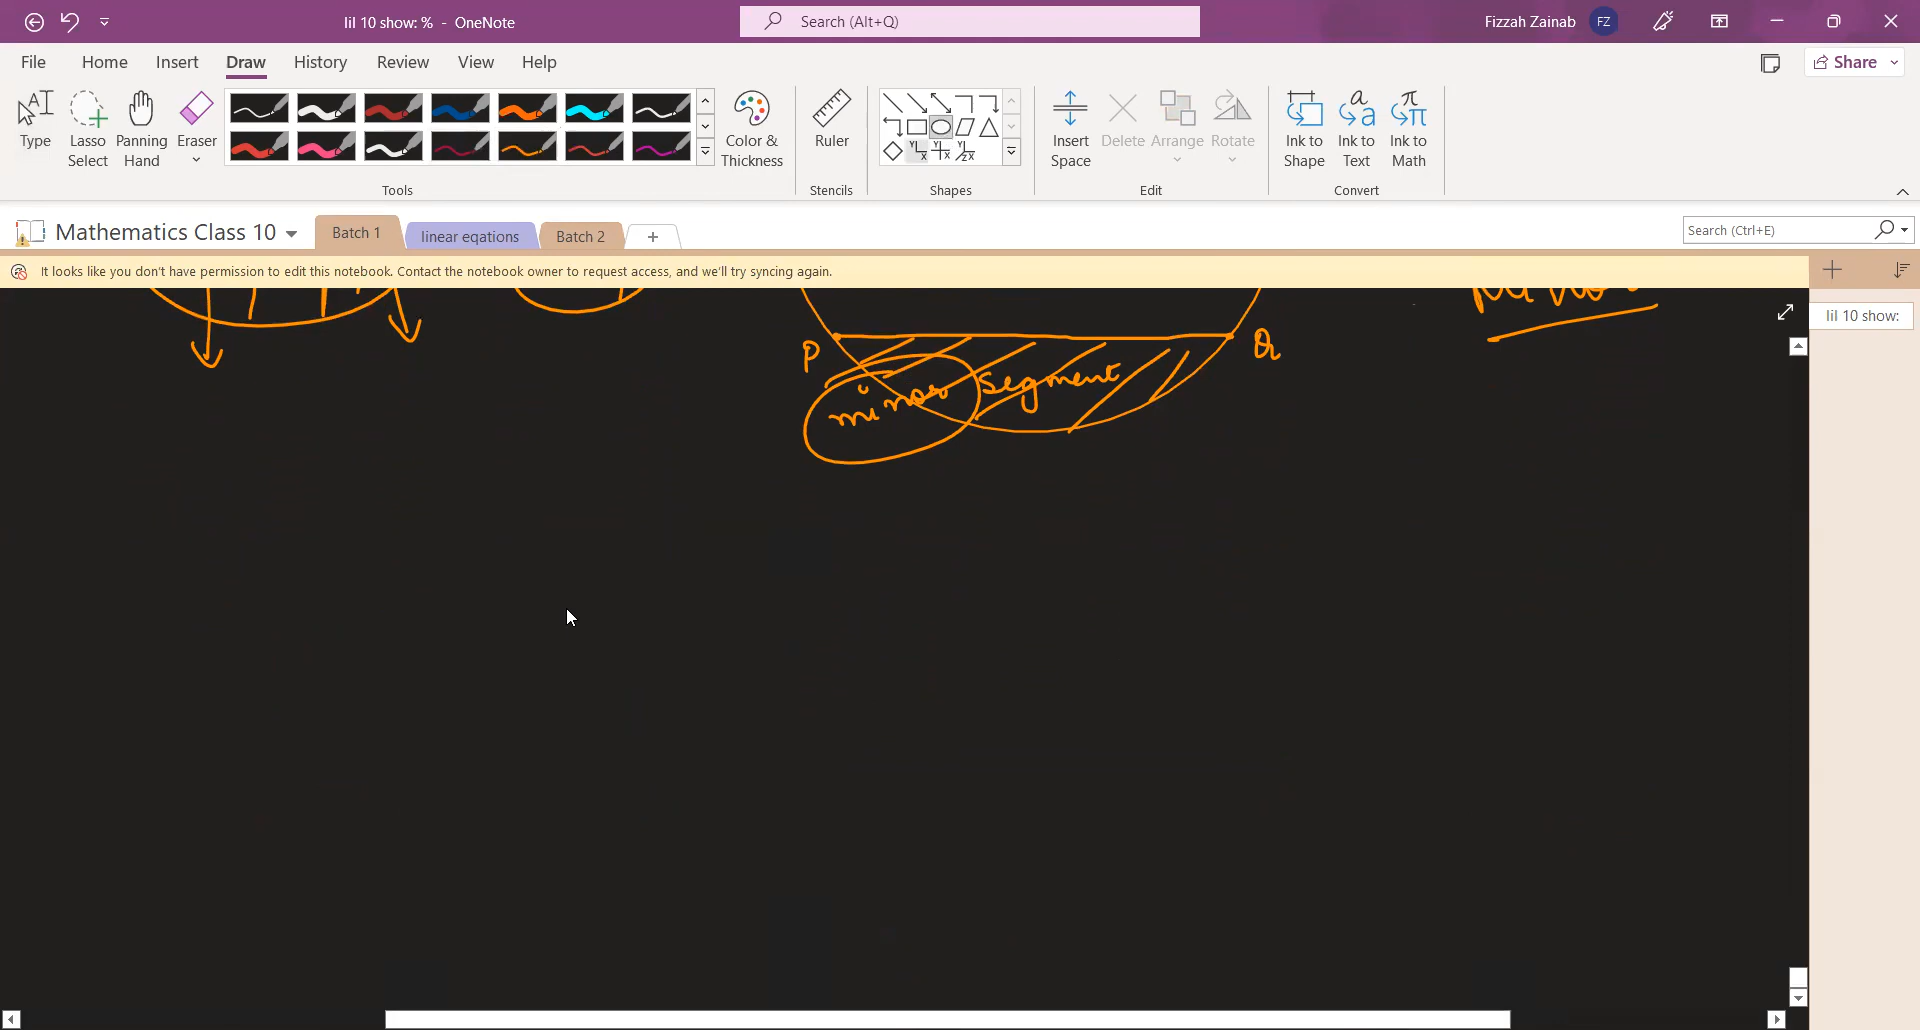 lil 10 show: % - OneNote
Search (Alt+Q)
Fizzah Zainab
FZ
File Home Insert Draw History Review View Help
Share
Type
Lasso Select
Panning Hand
Eraser
Color & Thickness
Ruler
Insert Space
Delete
Arrange
Rotate
Ink to Shape
Ink to Text
Ink to Math
Tools
Stencils
Shapes
Edit
Convert
Mathematics Class 10
Batch 1
linear eqations
Batch 2
Search (Ctrl+E)
It looks like you don't have permission to edit this notebook. Contact the notebook owner to request access, and we'll try syncing again.
lil 10 show:
P
Q
minor segment